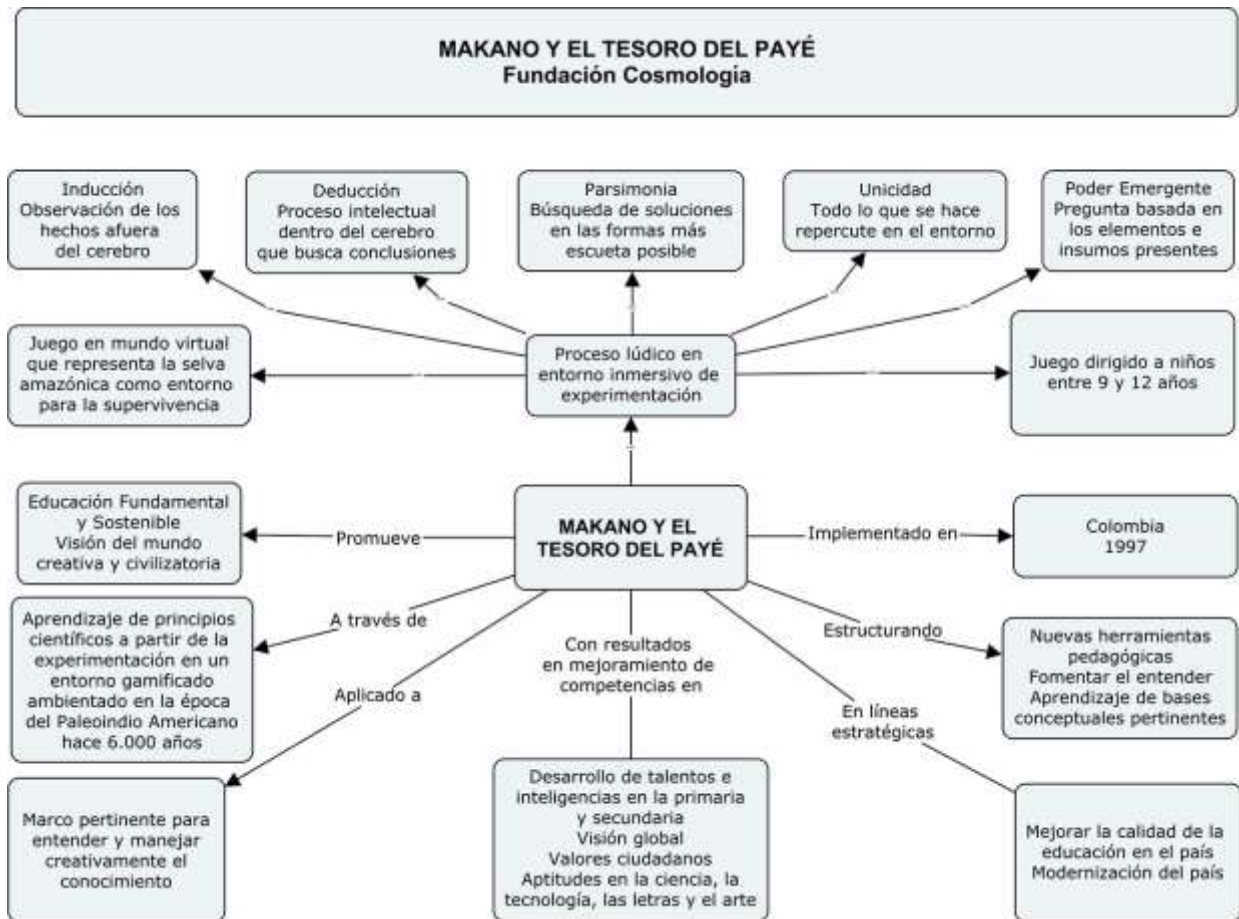 MAKANO Y EL TESORO DEL PAYÉ
Fundación Cosmología
Inducción
Observación de los
hechos afuera
del cerebro
Deducción
Proceso intelectual
dentro del cerebro
que busca conclusiones
Parsimonia
Búsqueda de soluciones
en las formas más
escueta posible
Unicidad
Todo lo que se hace
repercute en el entorno
Poder Emergente
Pregunta basada en
los elementos e
insumos presentes
Juego en mundo virtual
que representa la selva
amazónica como entorno
para la supervivencia
Proceso lúdico en
entorno inmersivo de
experimentación
Juego dirigido a niños
entre 9 y 12 años
Educación Fundamental
y Sostenible
Visión del mundo
creativa y civilizatoria
Promueve
MAKANO Y EL
TESORO DEL PAYÉ
Implementado en
Colombia
1997
Aprendizaje de principios
científicos a partir de la
experimentación en un
entorno gamificado
ambientado en la época
del Paleoindio Americano
hace 6.000 años
A través de
Con resultados
en mejoramiento de
competencias en
Estructurando
Nuevas herramientas
pedagógicas
Fomentar el entender
Aprendizaje de bases
conceptuales pertinentes
Aplicado a
En líneas
estratégicas
Marco pertinente para
entender y manejar
creativamente el
conocimiento
Desarrollo de talentos e
inteligencias en la primaria
y secundaria
Visión global
Valores ciudadanos
Aptitudes en la ciencia, la
tecnología, las letras y el arte
Mejorar la calidad de la
educación en el país
Modernización del país